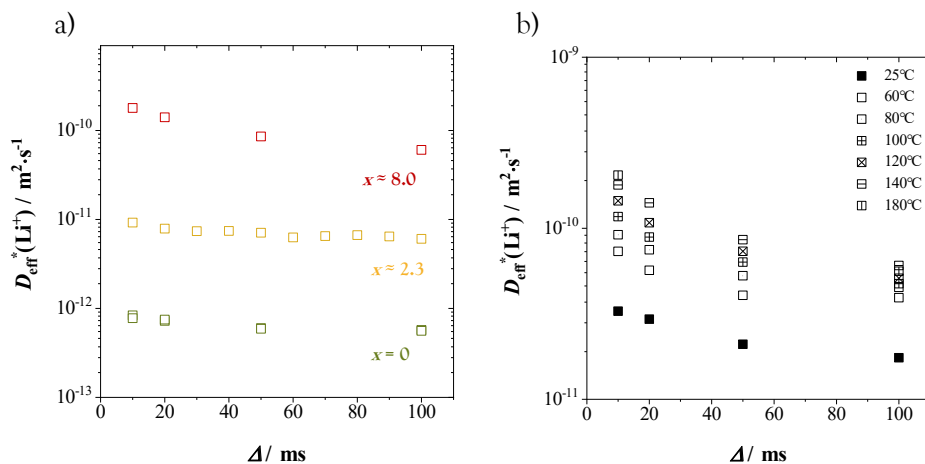 a)
10⁻¹⁰
10⁻¹¹
10⁻¹²
10⁻¹³
D*eff(Li⁺) / m²·s⁻¹
x ≈ 8.0
x ≈ 2.3
x = 0
0 20 40 60 80 100
Δ / ms
b)
10⁻⁹
10⁻¹⁰
10⁻¹¹
D*eff(Li⁺) / m²·s⁻¹
25°C
60°C
80°C
100°C
120°C
140°C
180°C
0 20 40 60 80 100
Δ / ms